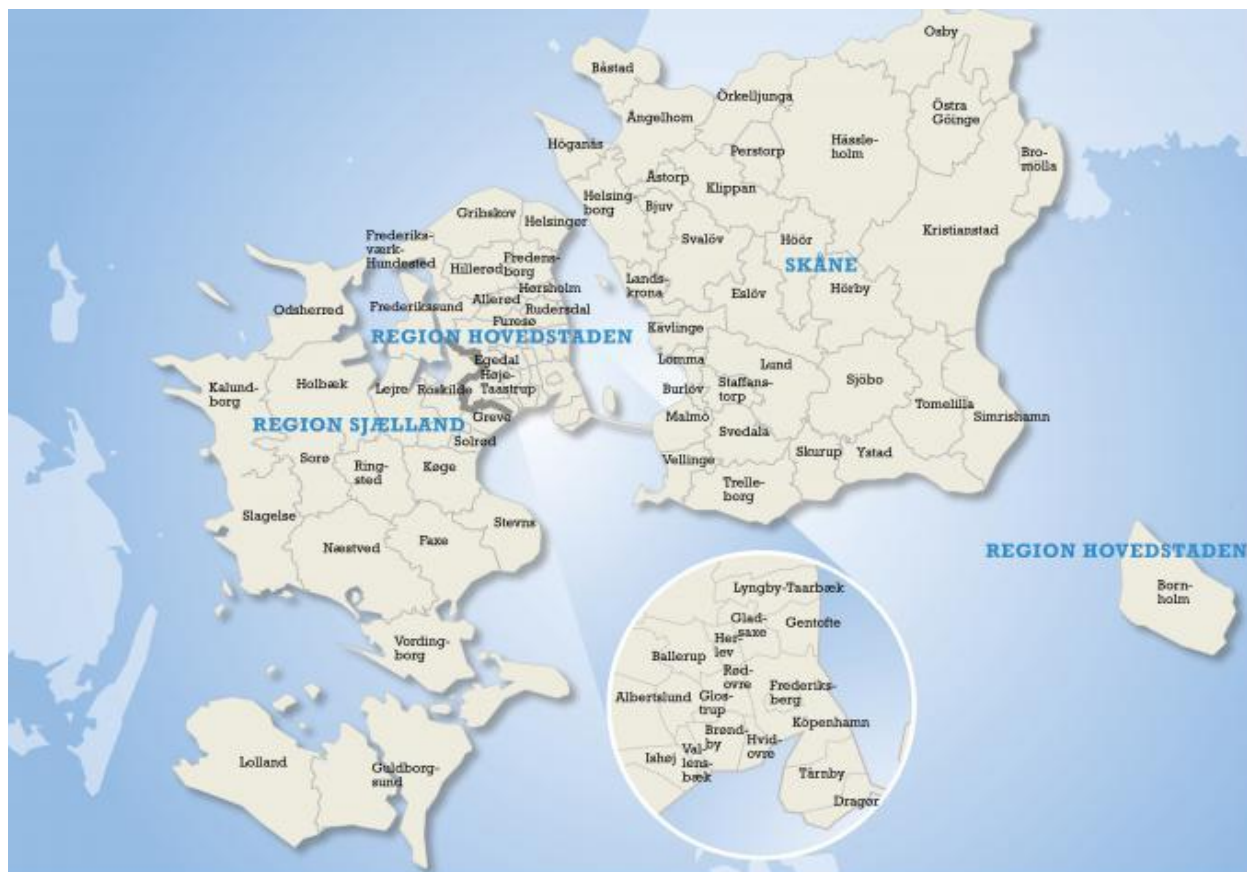 Osby
Båstad
Örkelljunga
Östra
Göinge
Ängelhom
Höganäs
Perstorp
Hässle-
holm
Bro-
mölla
Åstorp
Klippan
Helsing-
borg
Bjuv
Gribskov
Helsingør
Svalöv
Höör
Kristianstad
Frederiks-
værk-
Hundested
Hillerød
Fredens-
borg
SKÅNE
Lands-
krona
Eslöv
Hörby
Hørsholm
Allerød
Rudersdal
Odsherred
Frederikssund
Furesø
REGION HOVEDSTADEN
Kävlinge
Egedal
Lomma
Lund
Kalund-
borg
Holbæk
Lejre
Roskilde
Høje-
Taastrup
Burlöv
Staffans-
torp
Sjöbo
Tomelilla
Simrishamn
REGION SJÆLLAND
Greve
Malmö
Svedala
Solrød
Sorø
Ring-
sted
Køge
Vellinge
Skurup
Ystad
Trelle-
borg
Slagelse
Stevns
Næstved
Faxe
REGION HOVEDSTADEN
Born-
holm
Lyngby-Taarbæk
Glad-
saxe
Gentofte
Her-
lev
Ballerup
Vording-
borg
Rød-
ovre
Frederiks-
berg
Albertslund
Glos-
trup
Köpenhamn
Brønd-
by
Hvid-
ovre
Ishøj
Val-
lens-
bæk
Lolland
Guldborg-
sund
Tårnby
Dragør